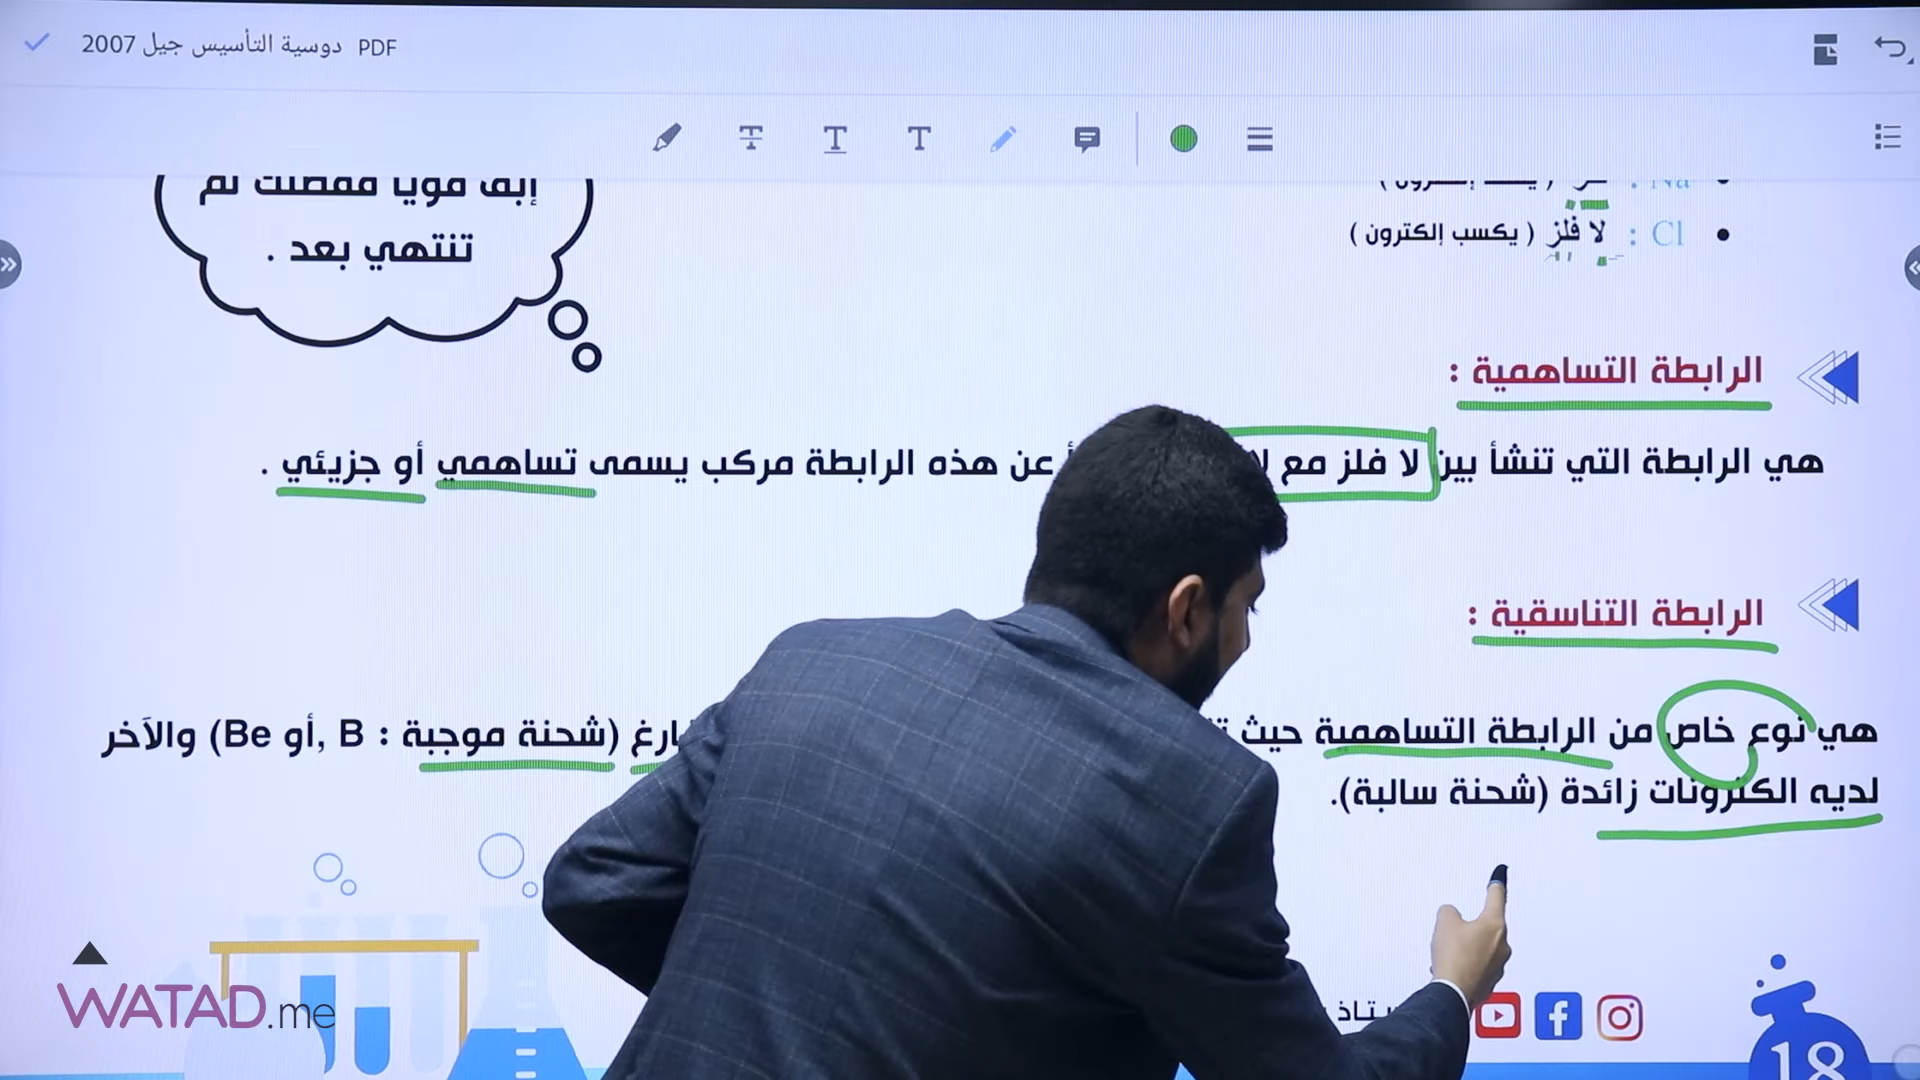 دوسية التأسيس جيل 2007 PDF
تنتهي بعد .
Na :
Cl : لا فلز ( يكسب إلكترون )
الرابطة التساهمية :
هي الرابطة التي تنشأ بين لا فلز مع عن هذه الرابطة مركب يسمى تساهمي أو جزيئي .
الرابطة التناسقية :
هي نوع خاص من الرابطة التساهمية حيث (شحنة موجبة : B ,أو Be) والآخر
لديه الكترونات زائدة (شحنة سالبة).
18
WATAD.me